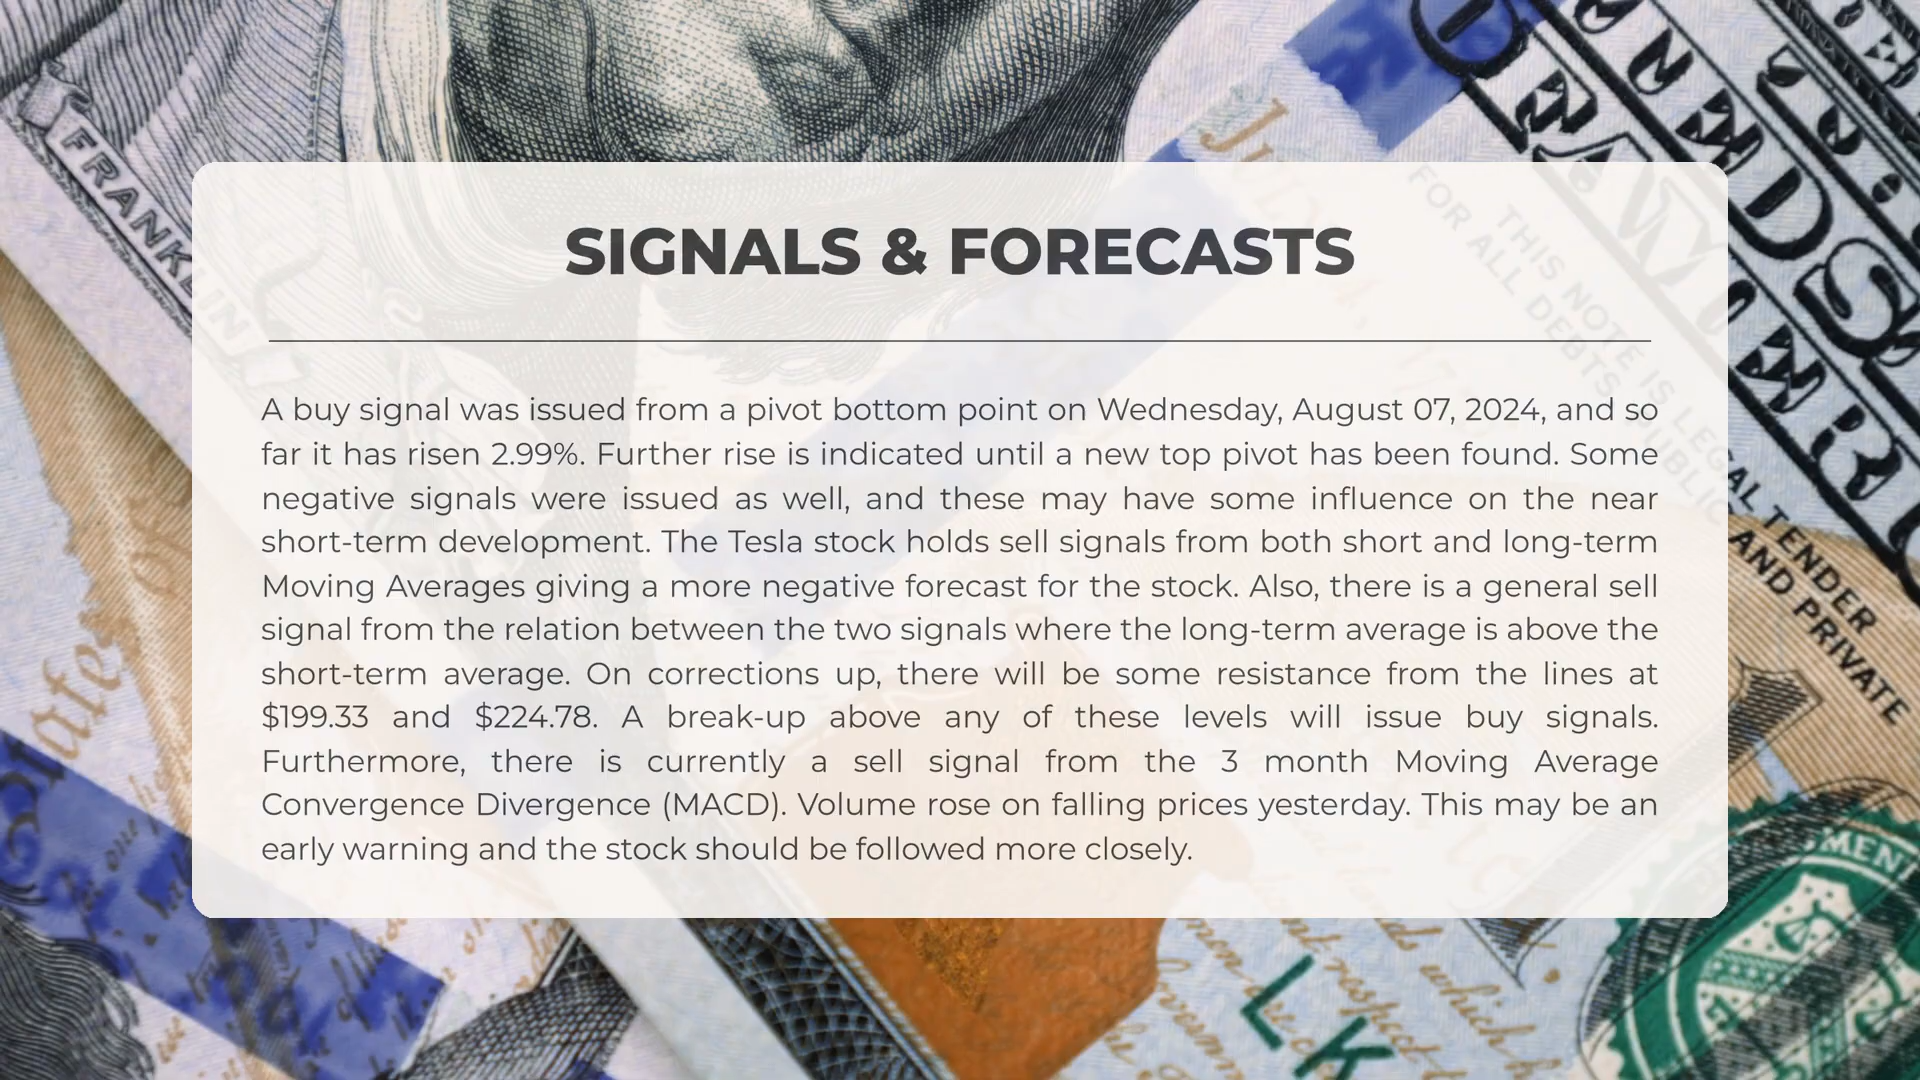 SIGNALS & FORECASTS
A buy signal was issued from a pivot bottom point on Wednesday, August 07, 2024, and so
far it has risen 2.99%. Further rise is indicated until a new top pivot has been found. Some
negative signals were issued as well, and these may have some influence on the near
short-term development. The Tesla stock holds sell signals from both short and long-term
Moving Averages giving a more negative forecast for the stock. Also, there is a general sell
signal from the relation between the two signals where the long-term average is above the
short-term average. On corrections up, there will be some resistance from the lines at
$199.33 and $224.78. A break-up above any of these levels will issue buy signals.
Furthermore, there is currently a sell signal from the 3 month Moving Average
Convergence Divergence (MACD). Volume rose on falling prices yesterday. This may be an
early warning and the stock should be followed more closely.
FRANKLIN
THIS NOTE IS LEGAL TENDER
FOR ALL DEBTS PUBLIC AND PRIVATE
LK